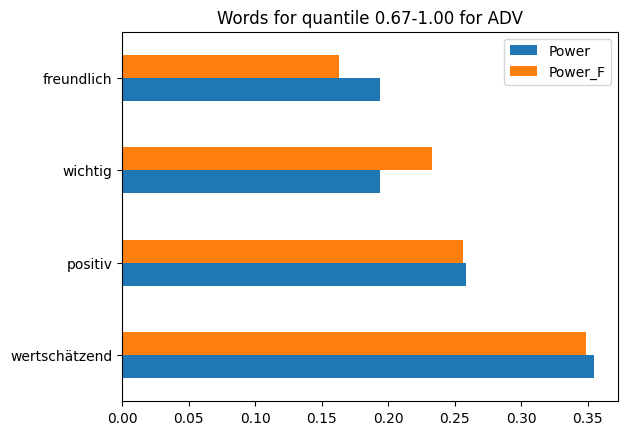 Words for quantile 0.67-1.00 for ADV
Power
Power_F
freundlich
wichtig
positiv
wertschätzend
0.00 0.05 0.10 0.15 0.20 0.25 0.30 0.35